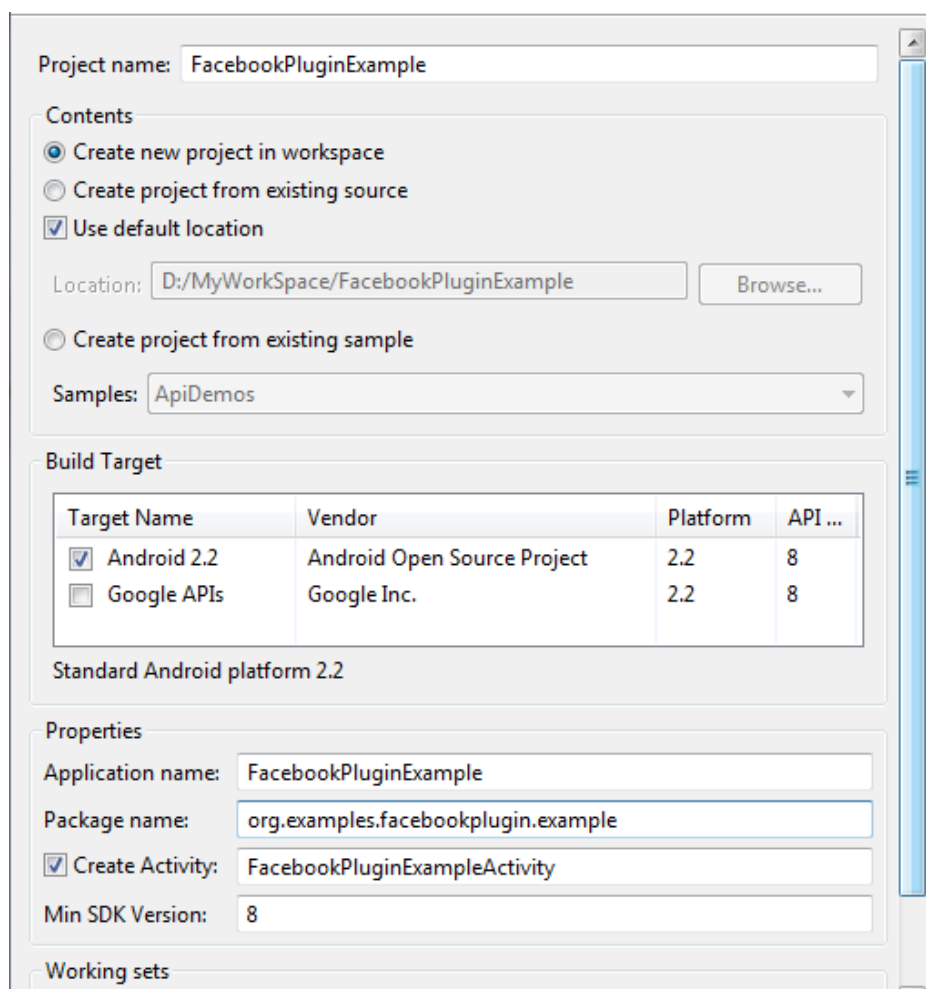 Project name: FacebookPluginExample
Contents
Create new project in workspace
Create project from existing source
Use default location
Location: D:/MyWorkSpace/FacebookPluginExample Browse...
Create project from existing sample
Samples: ApiDemos
Build Target
Target Name Vendor Platform API ...
Android 2.2 Android Open Source Project 2.2 8
Google APIs Google Inc. 2.2 8
Standard Android platform 2.2
Properties
Application name: FacebookPluginExample
Package name: org.examples.facebookplugin.example
Create Activity: FacebookPluginExampleActivity
Min SDK Version: 8
Working sets